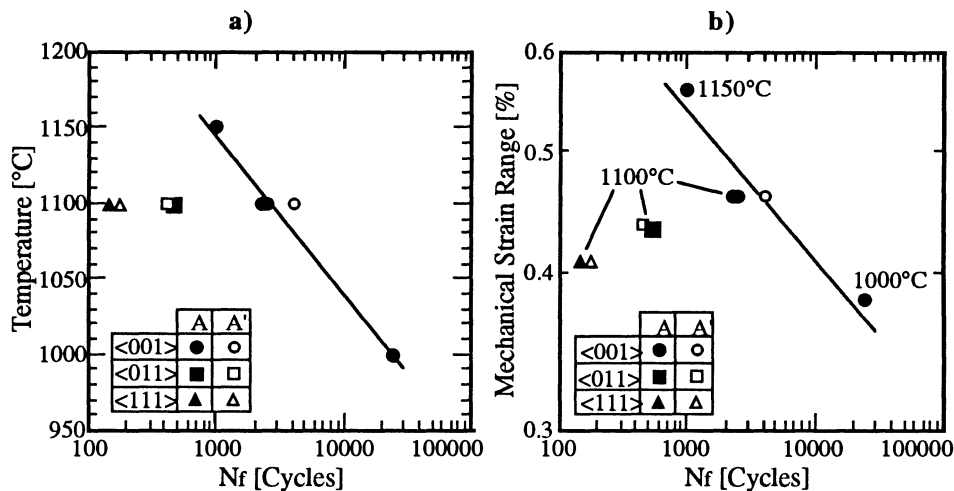 a)
Temperature [°C]
1200
1150
1100
1050
1000
950
100
1000
10000
100000
Nf [Cycles]
A A'
<001>
<011>
<111>
b)
Mechanical Strain Range [%]
0.6
0.5
0.4
0.3
100
1000
10000
100000
Nf [Cycles]
1150°C
1100°C
1000°C
A A'
<001>
<011>
<111>